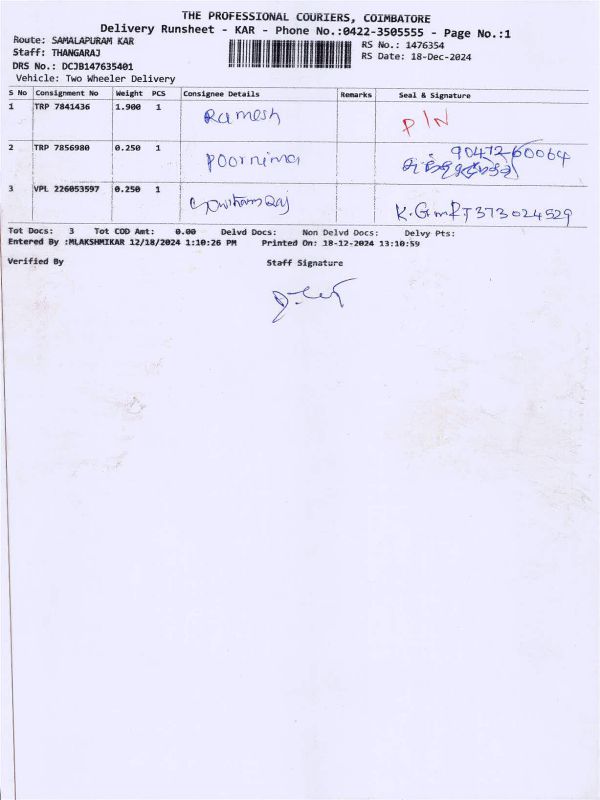 THE PROFESSIONAL COURIERS, COIMBATORE
Delivery Runsheet - KAR - Phone No.:0422-3505555 - Page No.:1
Route: SAMALAPURAM KAR
Staff: THANGARAJ
DRS No.: DCJB147635401
Vehicle: Two Wheeler Delivery
RS No.: 1476354
RS Date: 18-Dec-2024
S No Consignment No Weight PCS Consignee Details Remarks Seal & Signature
1 TRP 7841436 1.900 1 Ramesh P/N
2 TRP 7856980 0.250 1 Poornima 9047260064
3 VPL 226053597 0.250 1 GowthamRaj 373024529
Tot Docs: 3 Tot COD Amt: 0.00 Delvd Docs: Non Delvd Docs: Delvy Pts:
Entered By :MLAKSHMIKAR 12/18/2024 1:10:26 PM Printed On: 18-12-2024 13:10:59
Verified By Staff Signature